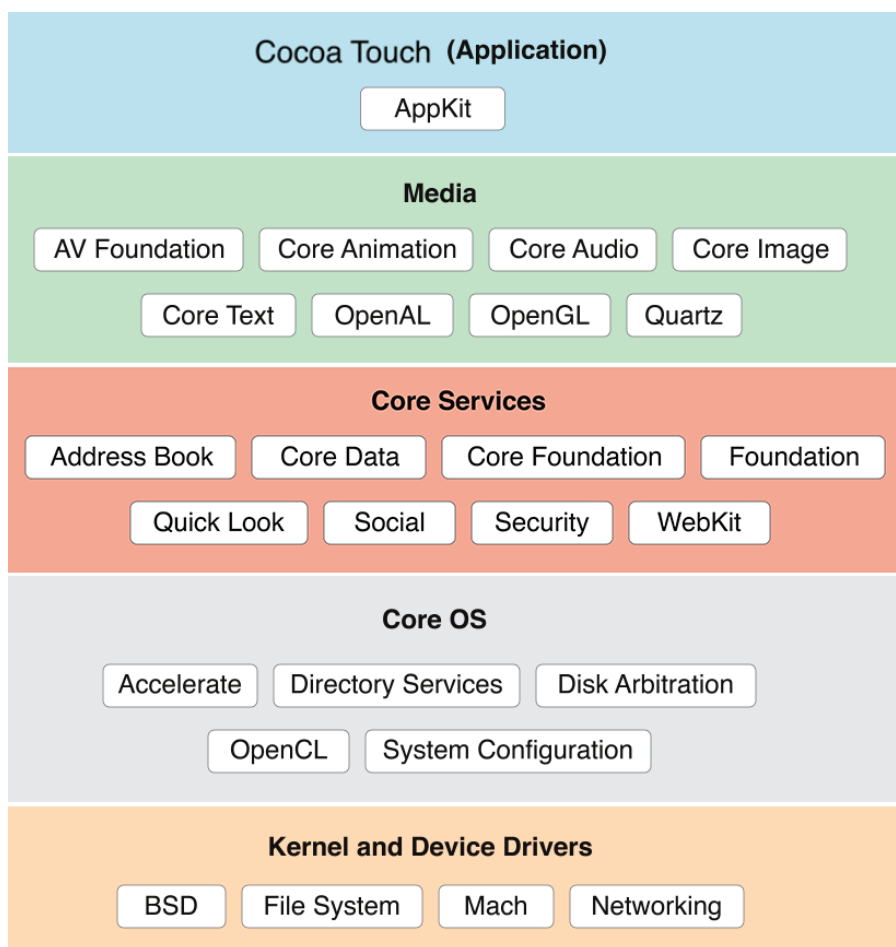 Cocoa Touch (Application)
AppKit
Media
AV Foundation Core Animation Core Audio Core Image
Core Text OpenAL OpenGL Quartz
Core Services
Address Book Core Data Core Foundation Foundation
Quick Look Social Security WebKit
Core OS
Accelerate Directory Services Disk Arbitration
OpenCL System Configuration
Kernel and Device Drivers
BSD File System Mach Networking